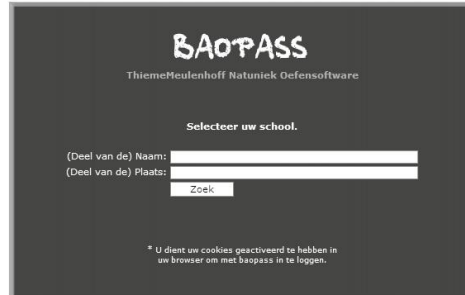 BAOPASS
ThiemeMeulenhoff Natuniek Oefensoftware
Selecteer uw school.
(Deel van de) Naam:
(Deel van de) Plaats:
Zoek
* U dient uw cookies geactiveerd te hebben in
uw browser om met baopass in te loggen.